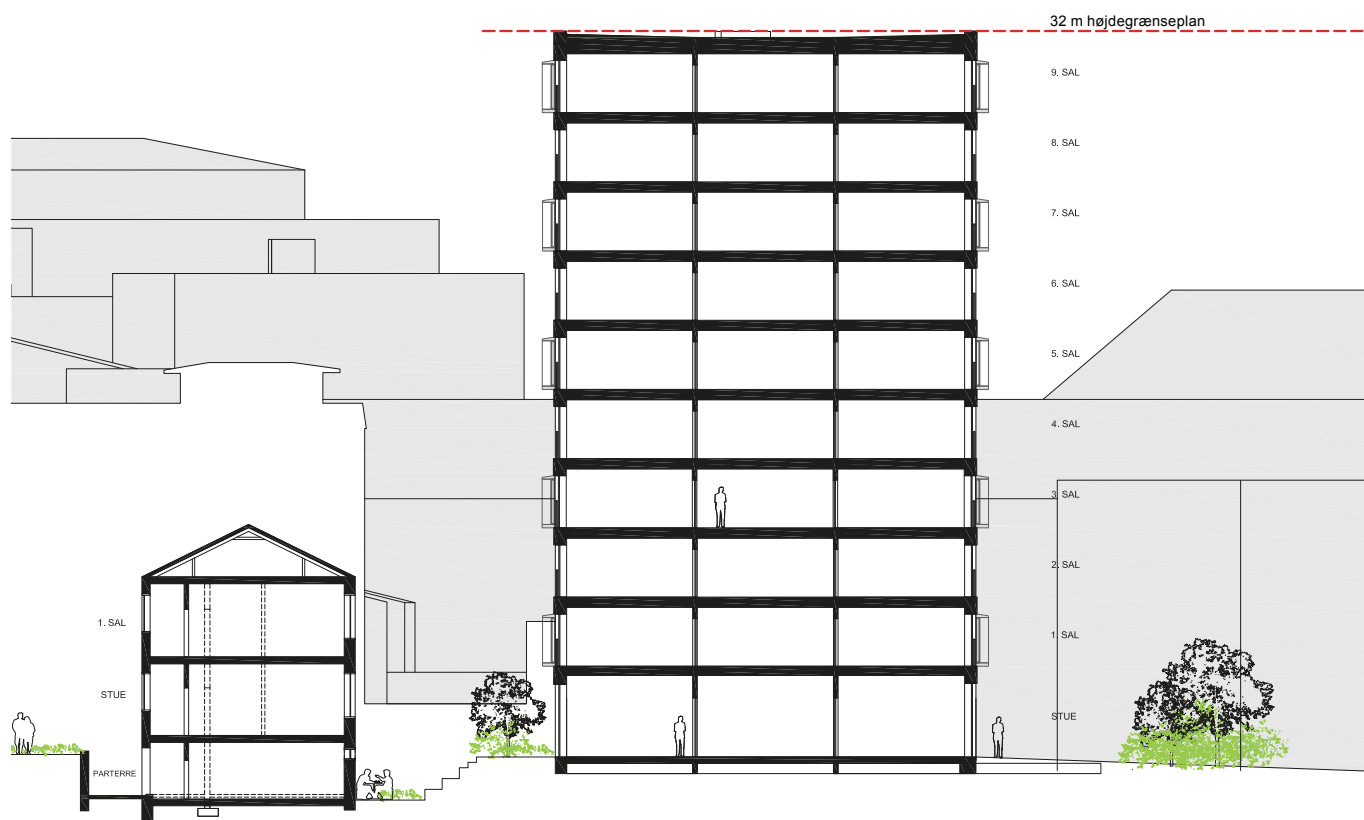 32 m højdegrænseplan
9. SAL
8. SAL
7. SAL
6. SAL
5. SAL
4. SAL
3. SAL
2. SAL
1. SAL
STUE
1. SAL
STUE
PARTERRE